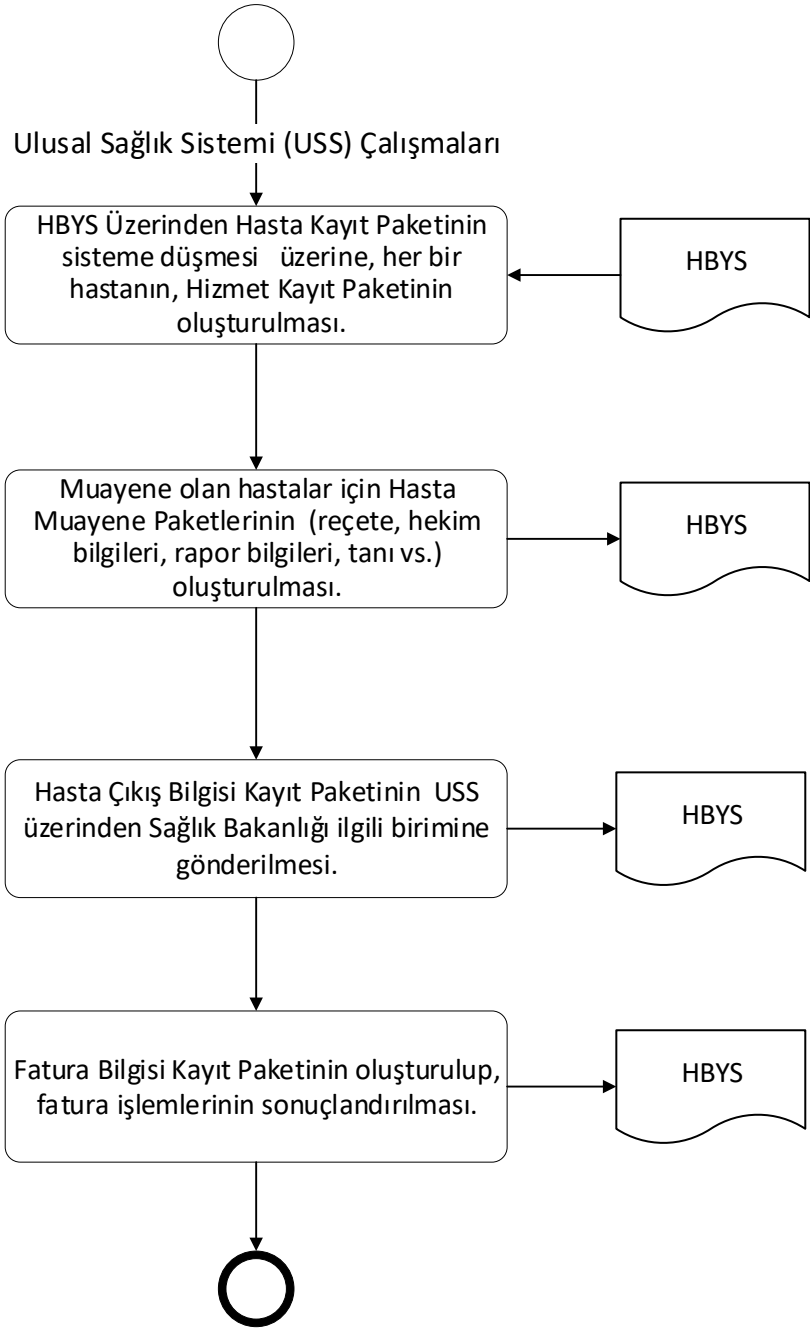 Ulusal Sağlık Sistemi (USS) Çalışmaları
HBYS Üzerinden Hasta Kayıt Paketinin
sisteme düşmesi üzerine, her bir
hastanın, Hizmet Kayıt Paketinin
oluşturulması.
HBYS
Muayene olan hastalar için Hasta
Muayene Paketlerinin (reçete, hekim
bilgileri, rapor bilgileri, tanı vs.)
oluşturulması.
HBYS
Hasta Çıkış Bilgisi Kayıt Paketinin USS
üzerinden Sağlık Bakanlığı ilgili birimine
gönderilmesi.
HBYS
Fatura Bilgisi Kayıt Paketinin oluşturulup,
fatura işlemlerinin sonuçlandırılması.
HBYS